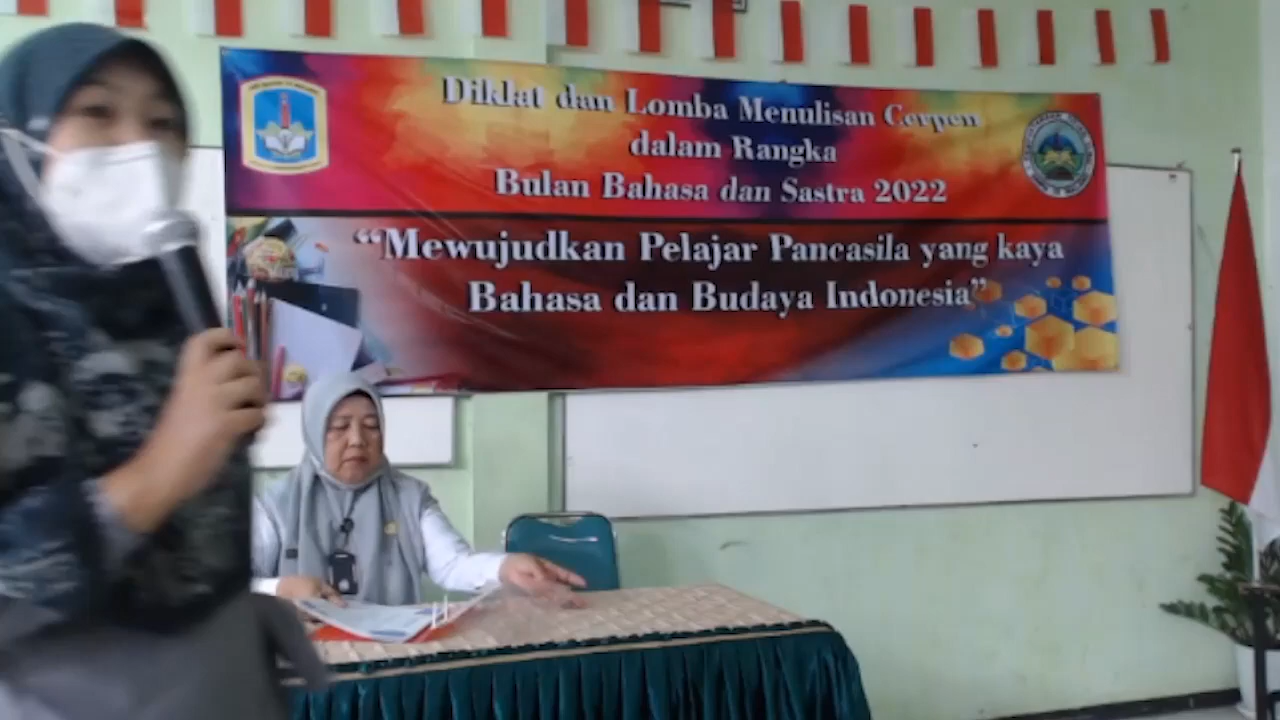 Diklat dan Lomba Menulisan Cerpen
dalam Rangka
Bulan Bahasa dan Sastra 2022
“Mewujudkan Pelajar Pancasila yang kaya
Bahasa dan Budaya Indonesia”